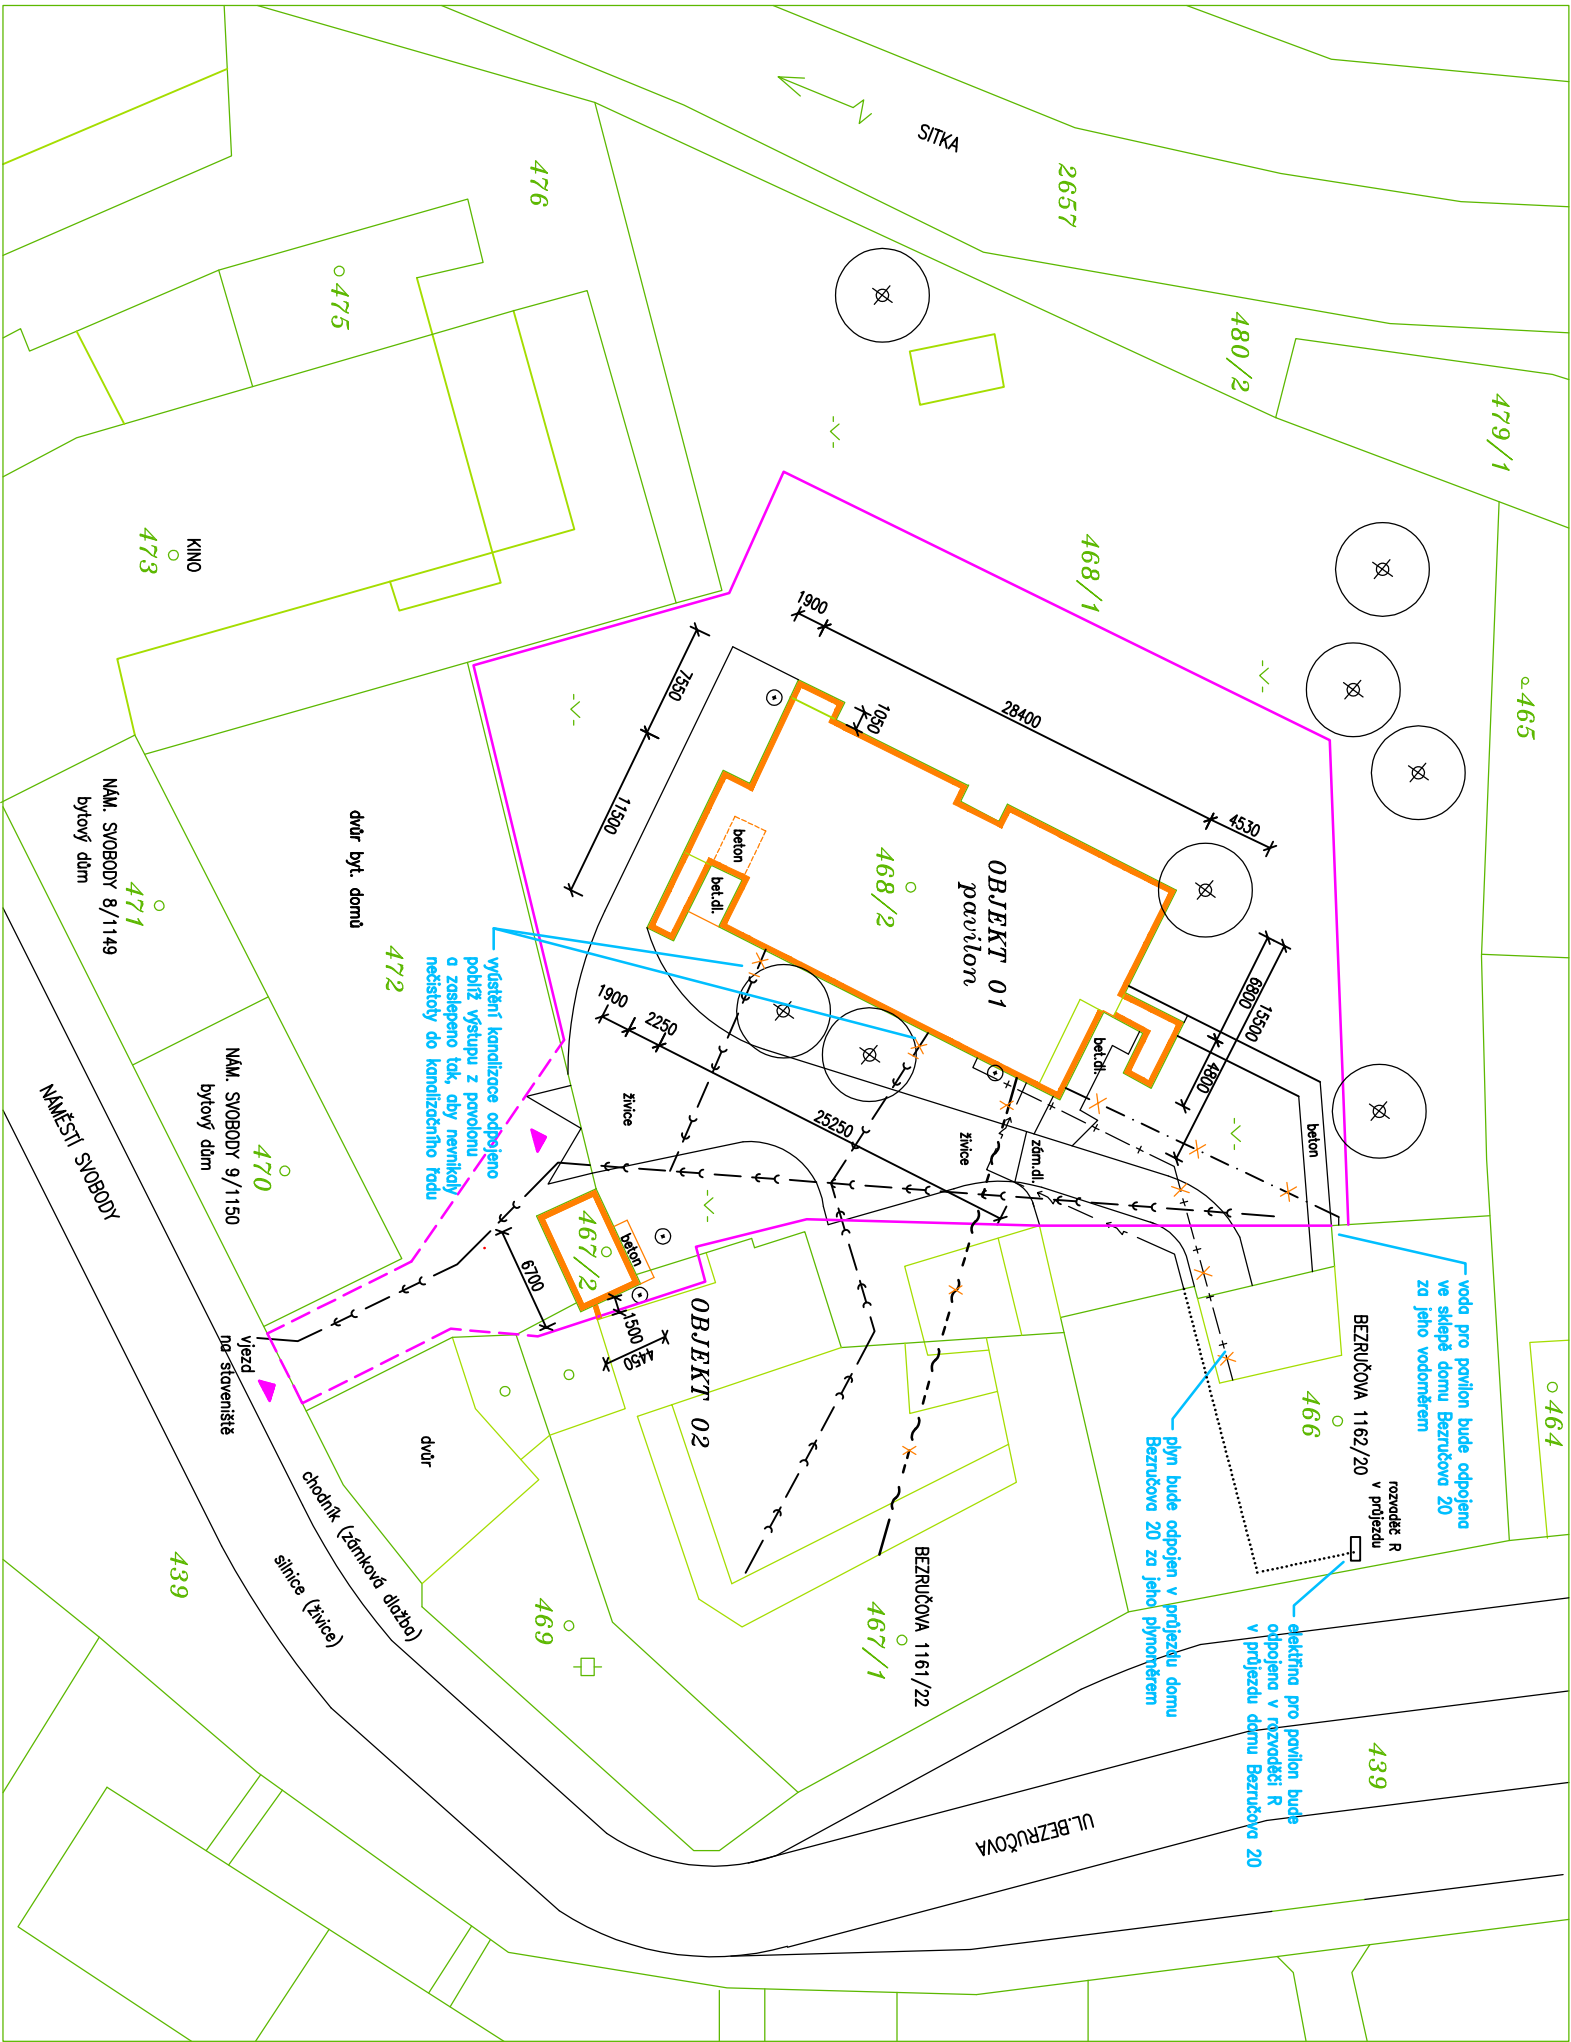 SITKA
2657
476
480/2
479/1
475
468/1
465
KINO
473
1900
28400
4530
7550
1050
11500
beton
bet.dl.
468/2
OBJEKT 01
pavilon
6800
15500
4800
bet.dl.
beton
NÁM. SVOBODY 8/1149
bytový dům
471
dvůr byt. domů
472
vyústění kanalizace odpojeno
poblíž výstupu z pavolonu
a zaslepeno tak, aby nevnikaly
nečistoty do kanalizačního řadu
1900
2250
25250
živice
živice
zám.dl.
NÁM. SVOBODY 9/1150
bytový dům
470
NÁMĚSTÍ SVOBODY
467/2
beton
6700
1500
4450
OBJEKT 02
vjezd
na staveniště
voda pro pavilon bude odpojena
ve sklepě domu Bezručova 20
za jeho vodoměrem
BEZRUČOVA 1162/20
466
464
rozvaděč R
v průjezdu
plyn bude odpojen v průjezdu domu
Bezručova 20 za jeho plynoměrem
elektřina pro pavilon bude
odpojena v rozvaděči R
v průjezdu domu Bezručova 20
dvůr
chodník (zámková dlažba)
silnice (živice)
439
469
BEZRUČOVA 1161/22
467/1
439
UL.BEZRUČOVA